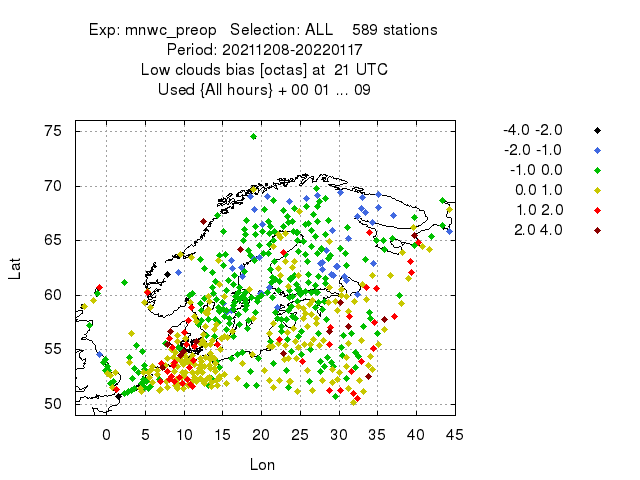 Exp: mnwc_preop   Selection: ALL    589 stations
Period: 20211208-20220117
Low clouds bias [octas] at  21 UTC
Used {All hours} + 00 01 ... 09
-4.0 -2.0
-2.0 -1.0
-1.0 0.0
0.0 1.0
1.0 2.0
2.0 4.0
75
70
65
60
55
50
Lat
0 5 10 15 20 25 30 35 40 45
Lon